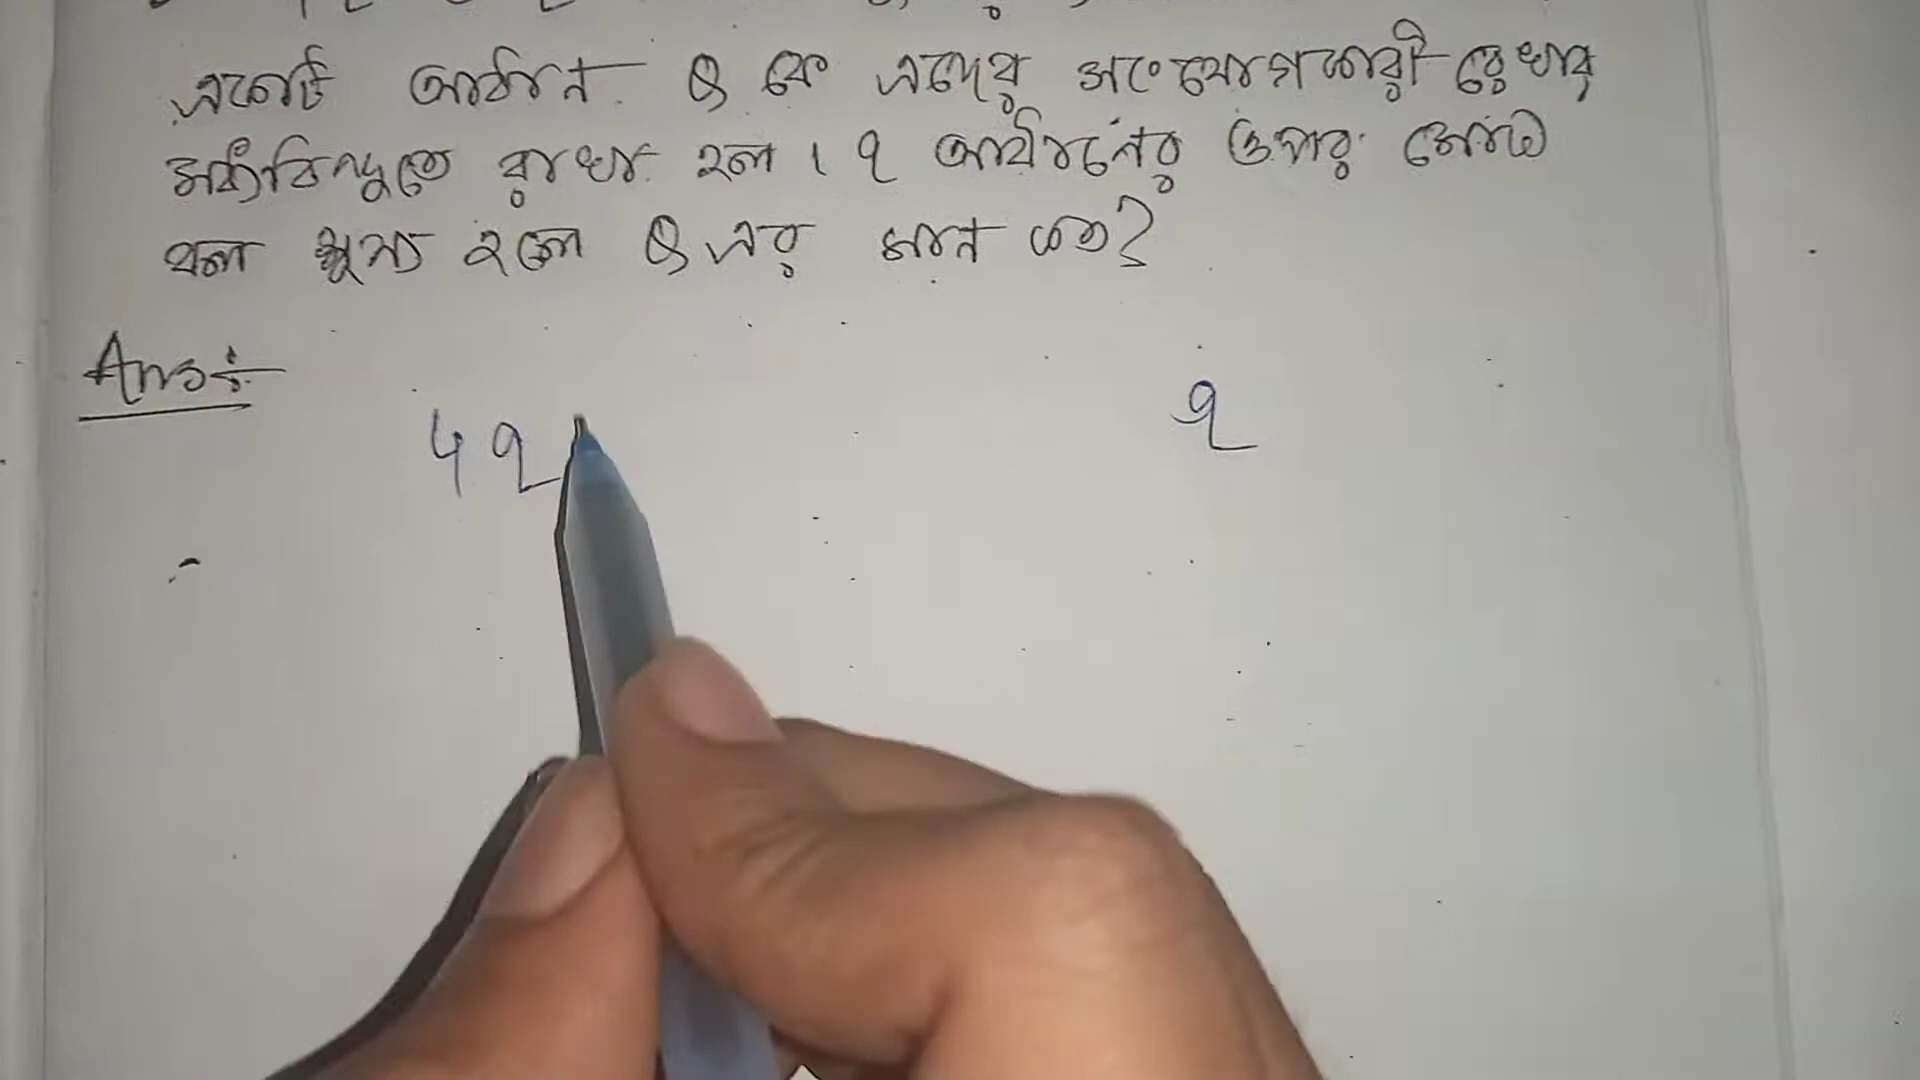 একটি আধান Q কে এদের সংযোগকারী রেখার
মধ্যবিন্দুতে রাখা হল। q আধানের উপর মোট
বল শূন্য হলে Q এর মান কত?
Ans:-
4q q